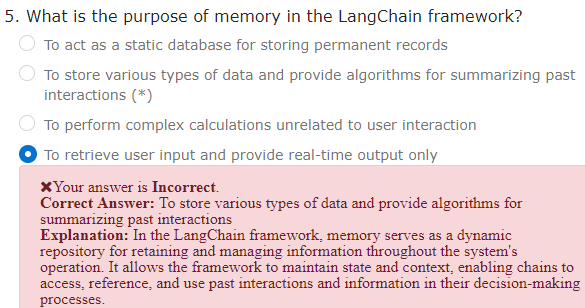 5. What is the purpose of memory in the LangChain framework?
To act as a static database for storing permanent records
To store various types of data and provide algorithms for summarizing past
interactions (*)
To perform complex calculations unrelated to user interaction
To retrieve user input and provide real-time output only
✖Your answer is Incorrect.
Correct Answer: To store various types of data and provide algorithms for
summarizing past interactions
Explanation: In the LangChain framework, memory serves as a dynamic
repository for retaining and managing information throughout the system's
operation. It allows the framework to maintain state and context, enabling chains to
access, reference, and use past interactions and information in their decision-making
processes.